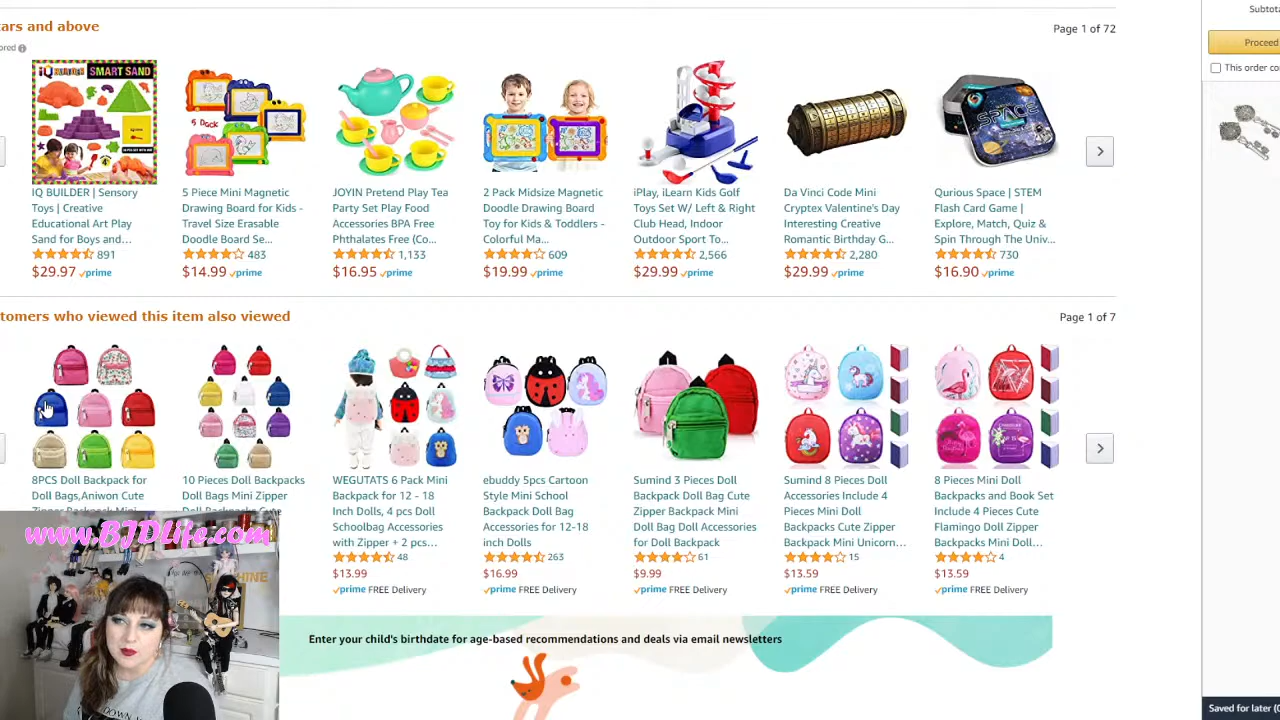 ars and above
Page 1 of 72
ored
IQ BUILDER | Sensory
Toys | Creative
Educational Art Play
Sand for Boys and…
891
$29.97 prime
5 Piece Mini Magnetic
Drawing Board for Kids -
Travel Size Erasable
Doodle Board Se…
483
$14.99 prime
JOYIN Pretend Play Tea
Party Set Play Food
Accessories BPA Free
Phthalates Free (Co…
1,133
$16.95 prime
2 Pack Midsize Magnetic
Doodle Drawing Board
Toy for Kids & Toddlers -
Colorful Ma…
609
$19.99 prime
iPlay, iLearn Kids Golf
Toys Set W/ Left & Right
Club Head, Indoor
Outdoor Sport To…
2,566
$29.99 prime
Da Vinci Code Mini
Cryptex Valentine's Day
Interesting Creative
Romantic Birthday G…
2,280
$29.99 prime
Qurious Space | STEM
Flash Card Game |
Explore, Match, Quiz &
Spin Through The Univ…
730
$16.90 prime
SMART SAND
5 Pack
SPACE
tomers who viewed this item also viewed
Page 1 of 7
8PCS Doll Backpack for
Doll Bags,Aniwon Cute
Zipper Backpack Mini
10 Pieces Doll Backpacks
Doll Bags Mini Zipper
Doll Backpacks Cute
WEGUTATS 6 Pack Mini
Backpack for 12 - 18
Inch Dolls, 4 pcs Doll
Schoolbag Accessories
with Zipper + 2 pcs…
48
$13.99
prime FREE Delivery
ebuddy 5pcs Cartoon
Style Mini School
Backpack Doll Bag
Accessories for 12-18
inch Dolls
263
$16.99
prime FREE Delivery
Sumind 3 Pieces Doll
Backpack Doll Bag Cute
Zipper Backpack Mini
Doll Bag Doll Accessories
for Doll Backpack
61
$9.99
prime FREE Delivery
Sumind 8 Pieces Doll
Accessories Include 4
Pieces Mini Doll
Backpacks Cute Zipper
Backpack Mini Unicorn…
15
$13.59
prime FREE Delivery
8 Pieces Mini Doll
Backpacks and Book Set
Include 4 Pieces Cute
Flamingo Doll Zipper
Backpacks Mini Doll…
4
$13.59
prime FREE Delivery
www.BJDLife.com
Enter your child's birthdate for age-based recommendations and deals via email newsletters
Subtota
Proceed
This order co
Saved for later (0